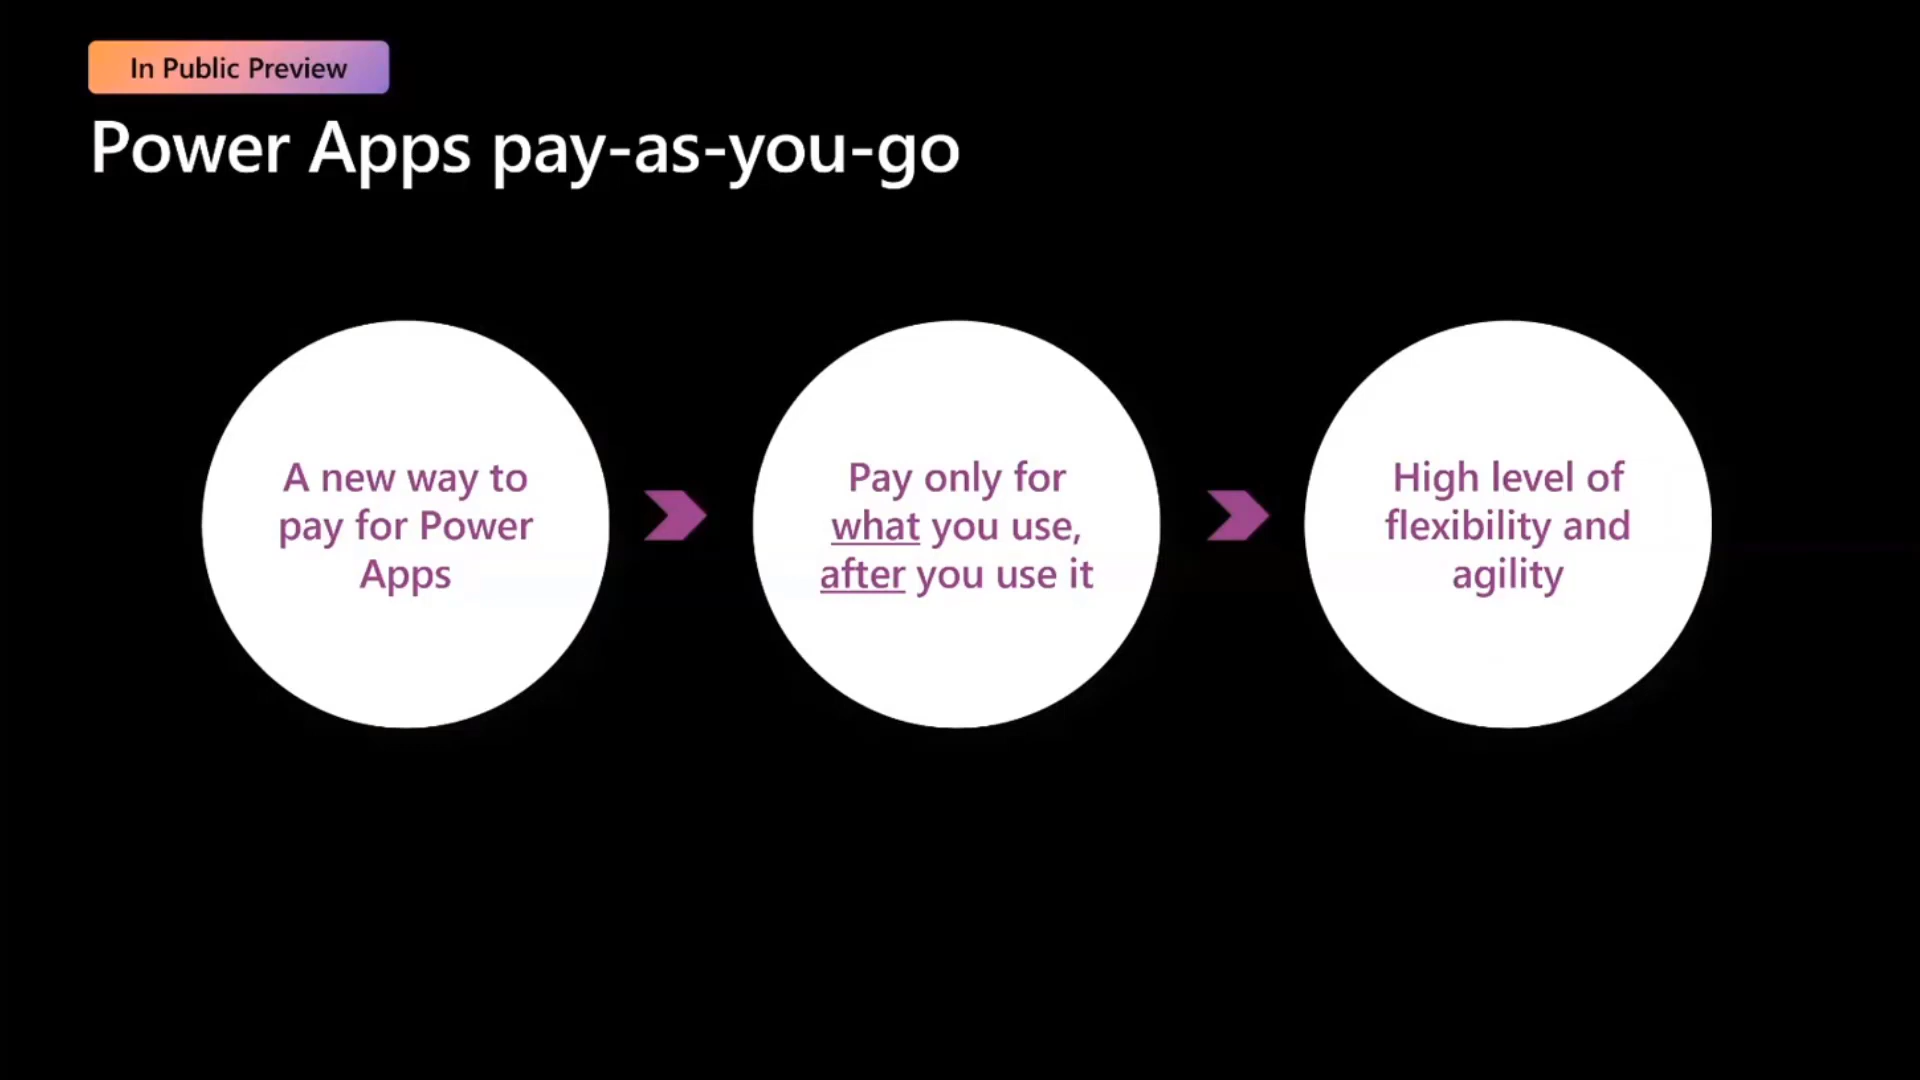 In Public Preview
Power Apps pay-as-you-go
A new way to
pay for Power
Apps
Pay only for
what you use,
after you use it
High level of
flexibility and
agility